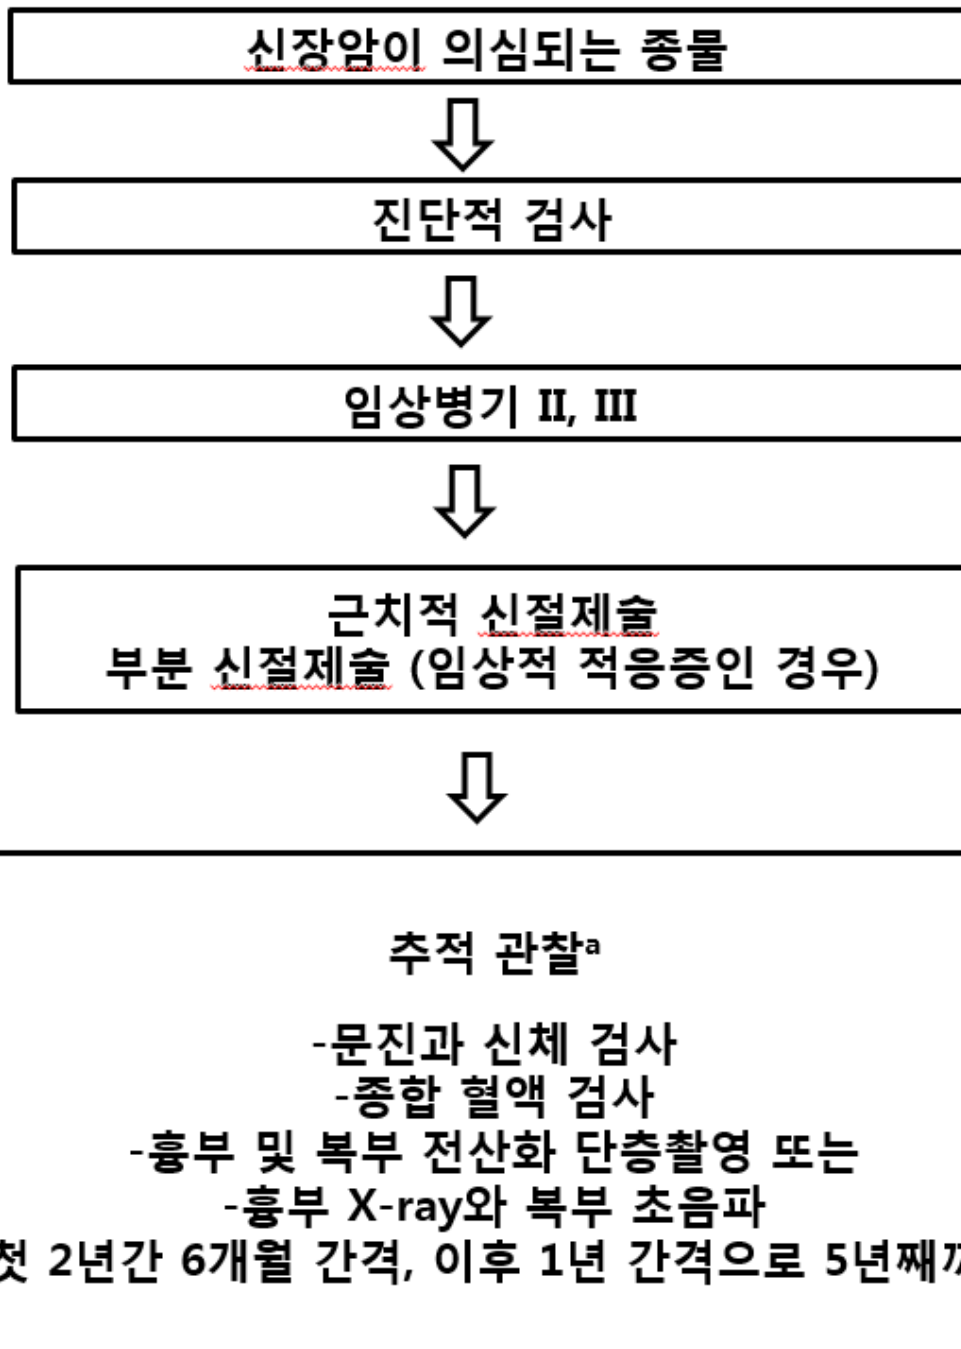 신장암이 의심되는 종물
진단적 검사
임상병기 II, III
근치적 신절제술
부분 신절제술 (임상적 적응증인 경우)
추적 관찰ᵃ
-문진과 신체 검사
-종합 혈액 검사
-흉부 및 복부 전산화 단층촬영 또는
-흉부 X-ray와 복부 초음파
첫 2년간 6개월 간격, 이후 1년 간격으로 5년째